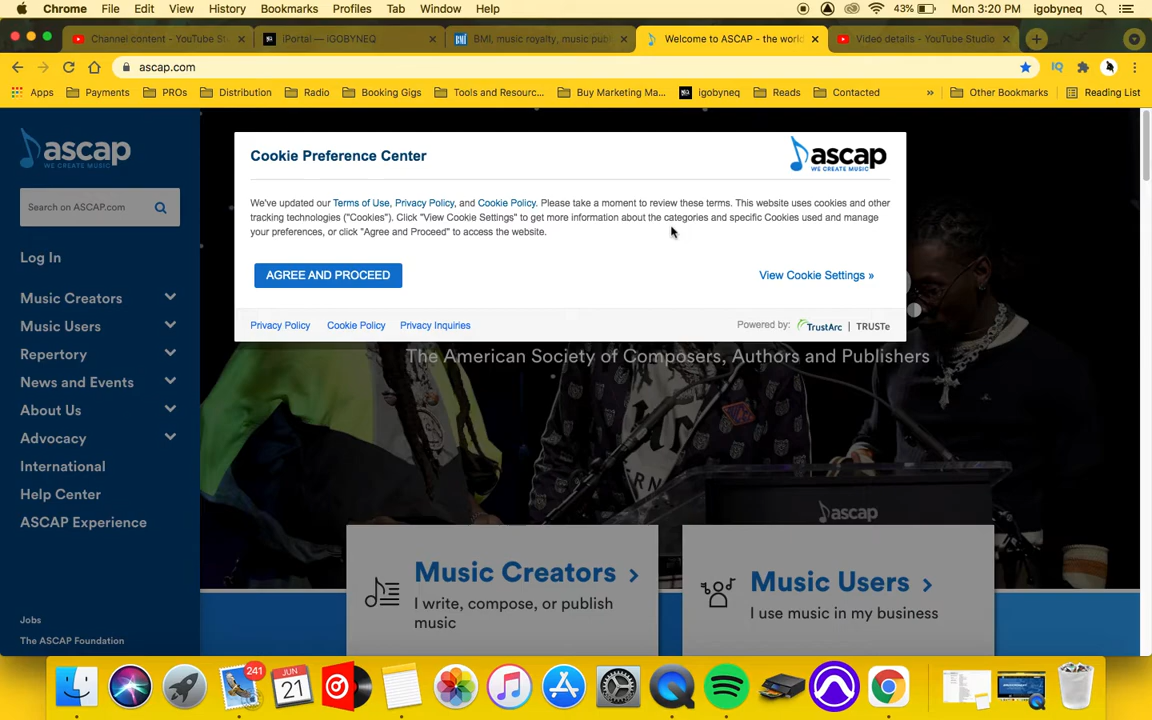 Chrome File Edit View History Bookmarks Profiles Tab Window Help 43% Mon 3:20 PM igobyneq
Channel content - YouTube St iPortal — iGOBYNEQ BMI, music royalty, music publ Welcome to ASCAP - the world Video details - YouTube Studio
ascap.com
Apps Payments PROs Distribution Radio Booking Gigs Tools and Resourc... Buy Marketing Ma... igobyneq Reads Contacted » Other Bookmarks Reading List
ascap
WE CREATE MUSIC
Search on ASCAP.com
Log In
Music Creators
Music Users
Repertory
News and Events
About Us
Advocacy
International
Help Center
ASCAP Experience
Jobs
The ASCAP Foundation
Cookie Preference Center
ascap
WE CREATE MUSIC
We've updated our Terms of Use, Privacy Policy, and Cookie Policy. Please take a moment to review these terms. This website uses cookies and other
tracking technologies ("Cookies"). Click "View Cookie Settings" to get more information about the categories and specific Cookies used and manage
your preferences, or click "Agree and Proceed" to access the website.
AGREE AND PROCEED
View Cookie Settings »
Privacy Policy Cookie Policy Privacy Inquiries
Powered by: TrustArc | TRUSTe
The American Society of Composers, Authors and Publishers
ascap
Music Creators
I write, compose, or publish
music
Music Users
I use music in my business
241
JUN
21